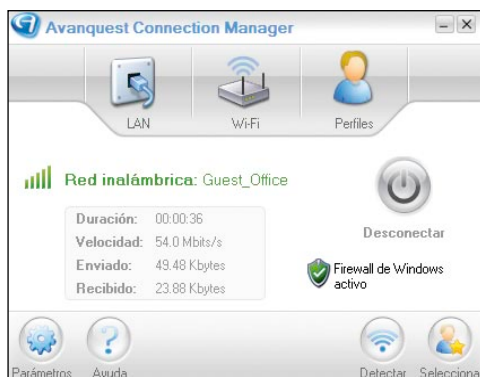 Avanquest Connection Manager
LAN
Wi-Fi
Perfiles
Red inalámbrica: Guest_Office
Duración: 00:00:36
Velocidad: 54.0 Mbits/s
Enviado: 49.48 Kbytes
Recibido: 23.88 Kbytes
Desconectar
Firewall de Windows
activo
Parámetros
Ayuda
Detectar
Selecciona